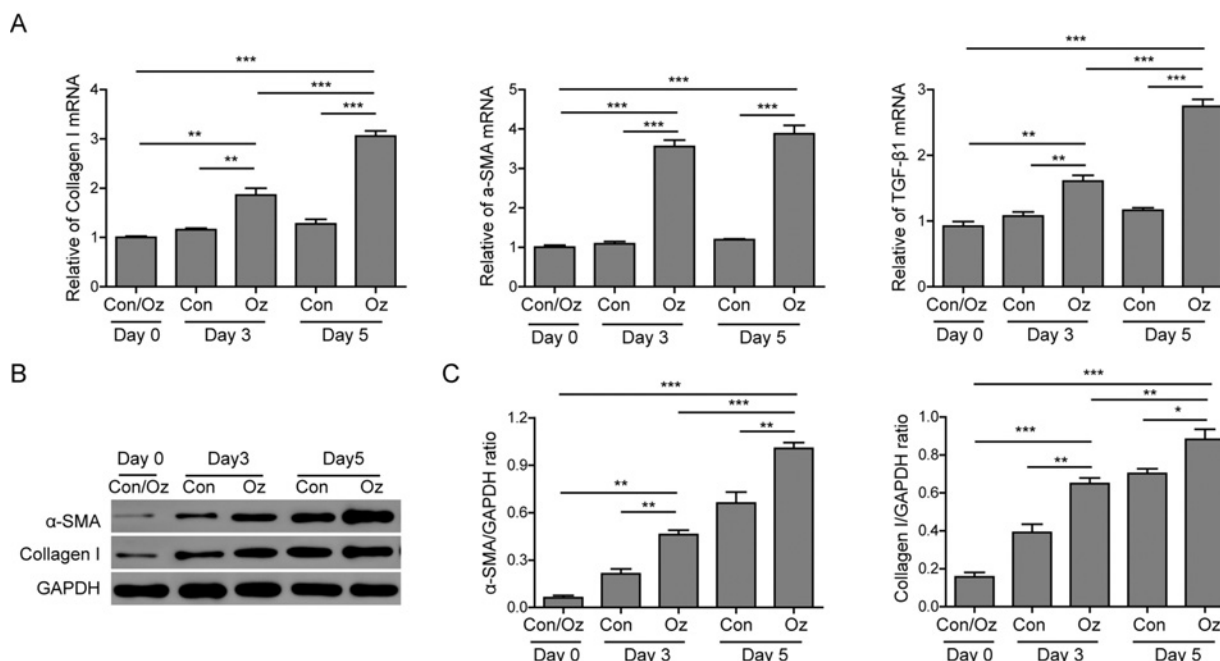 A
Relative of Collagen I mRNA
4
3
2
1
0
***
***
***
**
**
Con/Oz Con Oz Con Oz
Day 0 Day 3 Day 5
Relative of a-SMA mRNA
5
4
3
2
1
0
***
*** ***
***
Con/Oz Con Oz Con Oz
Day 0 Day 3 Day 5
Relative of TGF-β1 mRNA
3
2
1
0
***
***
***
**
**
Con/Oz Con Oz Con Oz
Day 0 Day 3 Day 5
B
Day 0 Day3 Day5
Con/Oz Con Oz Con Oz
α-SMA
Collagen I
GAPDH
C
α-SMA/GAPDH ratio
1.2
0.9
0.6
0.3
0.0
***
***
**
**
**
Con/Oz Con Oz Con Oz
Day 0 Day 3 Day 5
Collagen I/GAPDH ratio
1.0
0.8
0.6
0.4
0.2
0.0
***
**
*
***
**
Con/Oz Con Oz Con Oz
Day 0 Day 3 Day 5